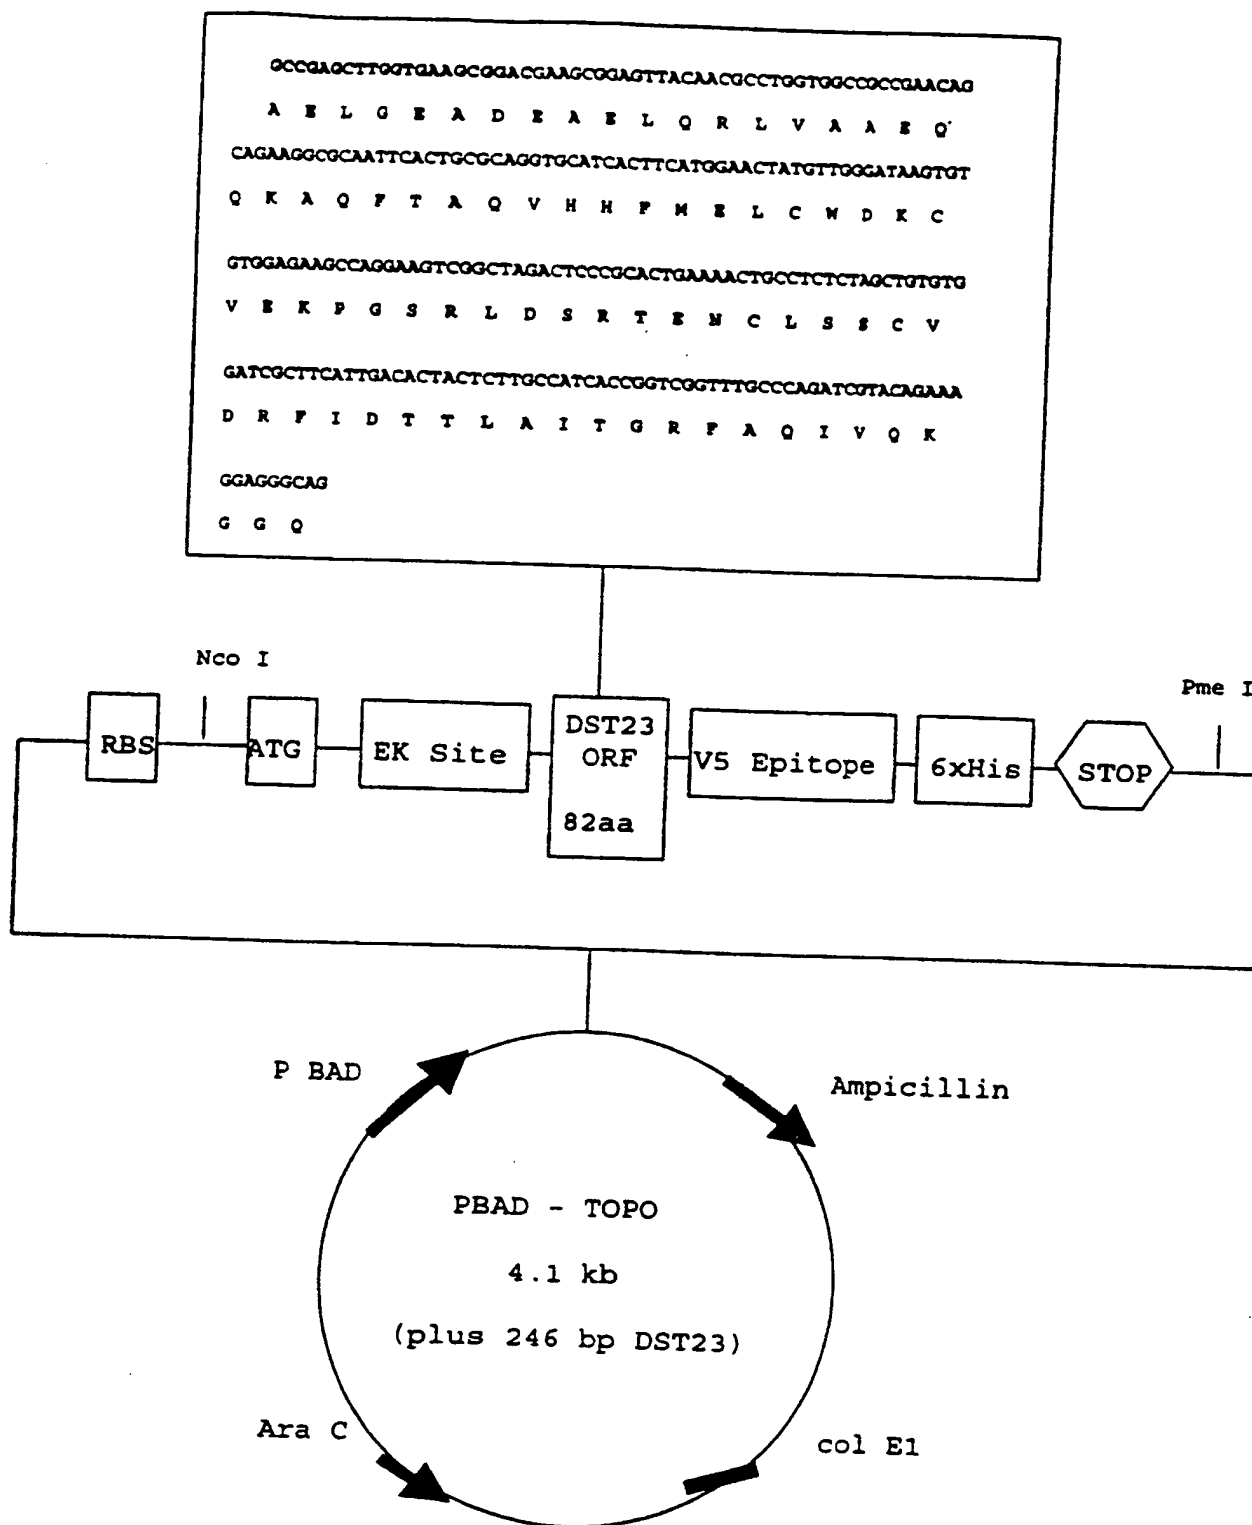 GCCGAGCTTGGTGAAGCGGACGAAGCGGAGTTACAACGCCTGGTGGCCGCCGAACAG
A E L G E A D E A E L Q R L V A A E Q
CAGAAGGCGCAATTCACTGCGCAGGTGCATCACTTCATGGAACTATGTTGGGATAAGTGT
Q K A Q F T A Q V H H F M E L C W D K C
GTGGAGAAGCCAGGAAGTCGGCTAGACTCCCGCACTGAAAACTGCCTCTCTAGCTGTGTG
V E K P G S R L D S R T E N C L S S C V
GATCGCTTCATTGACACTACTCTTGCCATCACCGGTCGGTTTGCCCAGATCGTACAGAAA
D R F I D T T L A I T G R F A Q I V Q K
GGAGGGCAG
G G Q
Nco I
Pme I
RBS
ATG
EK Site
DST23
ORF
82aa
V5 Epitope
6xHis
STOP
P BAD
Ampicillin
PBAD - TOPO
4.1 kb
(plus 246 bp DST23)
Ara C
col E1